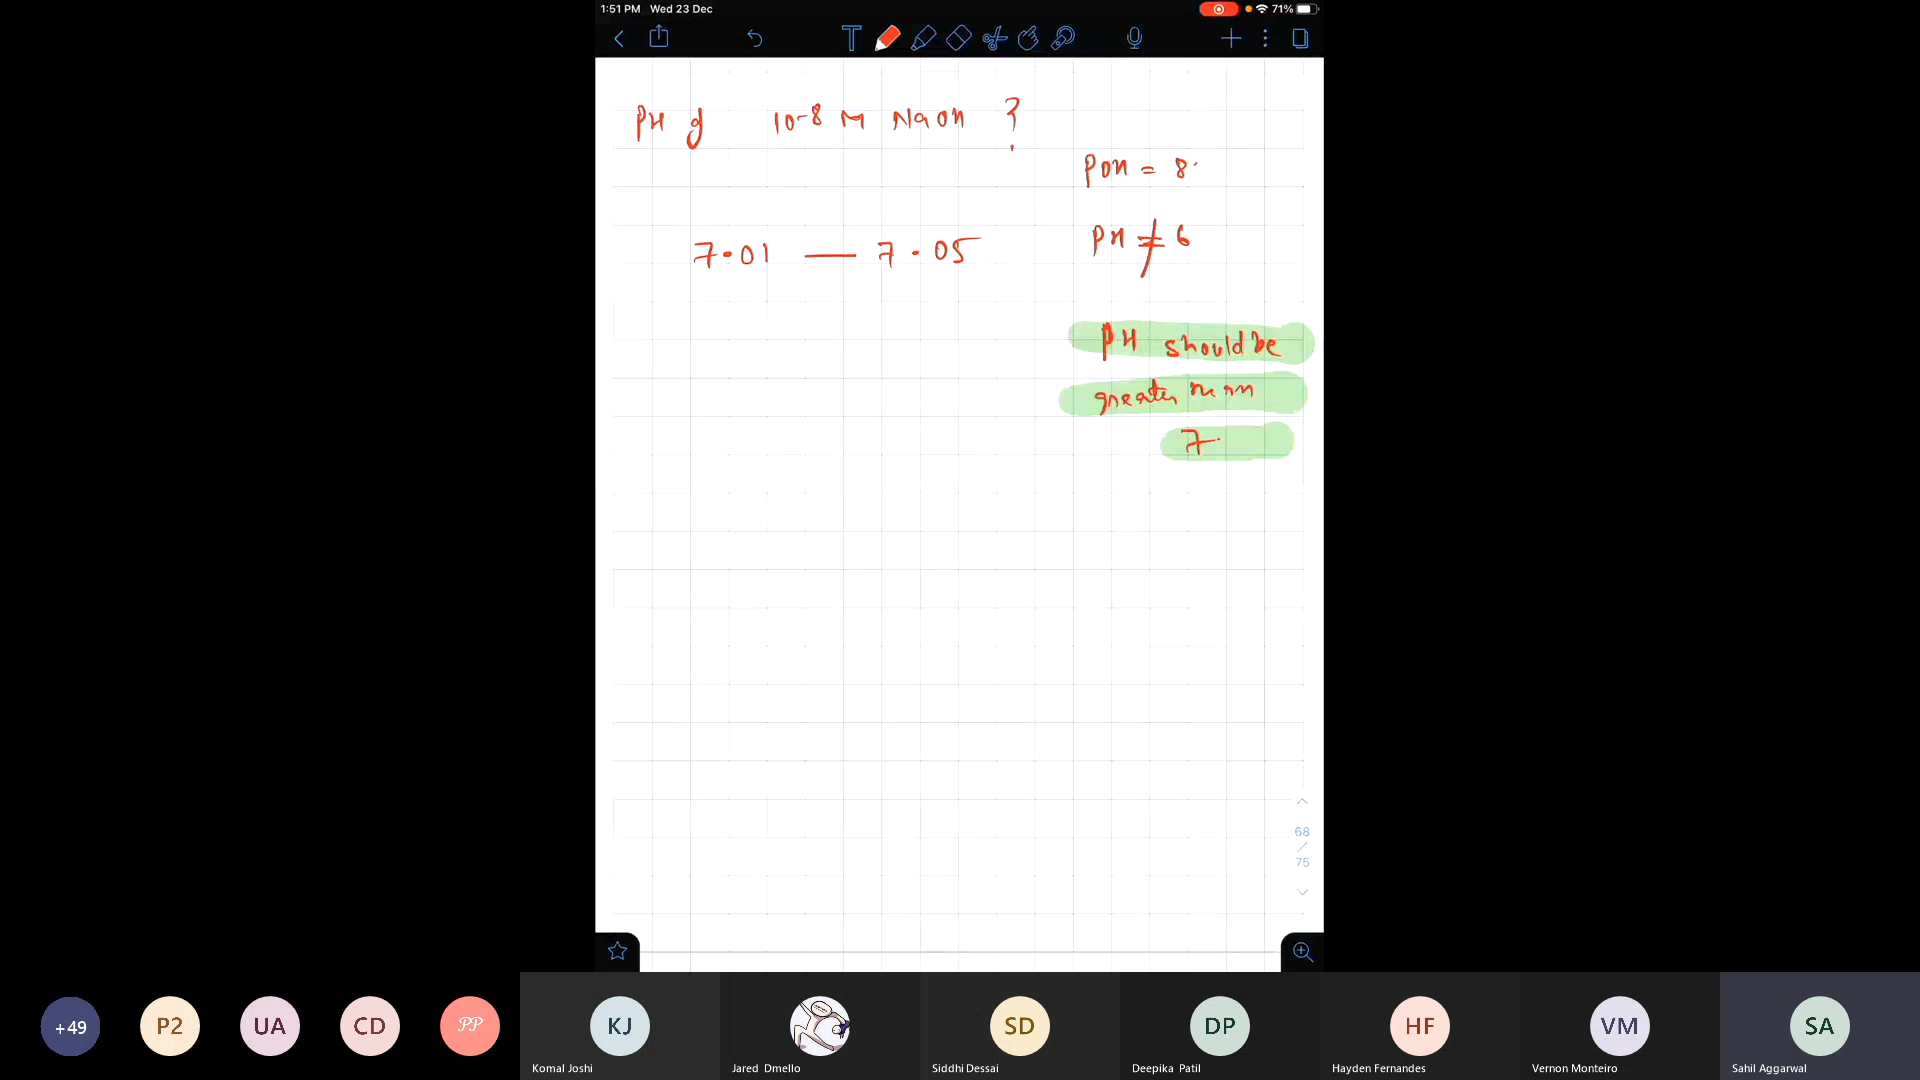 1:51 PM Wed 23 Dec
71%
T
PH of 10-8 M NaOH ?
POH = 8.
PH ≠ 6
7.01 — 7.05
PH should be
greater than
7.
68
/
75
+49
P2
UA
CD
PP
KJ
SD
DP
HF
VM
SA
Komal Joshi
Jared Dmello
Siddhi Dessai
Deepika Patil
Hayden Fernandes
Vernon Monteiro
Sahil Aggarwal